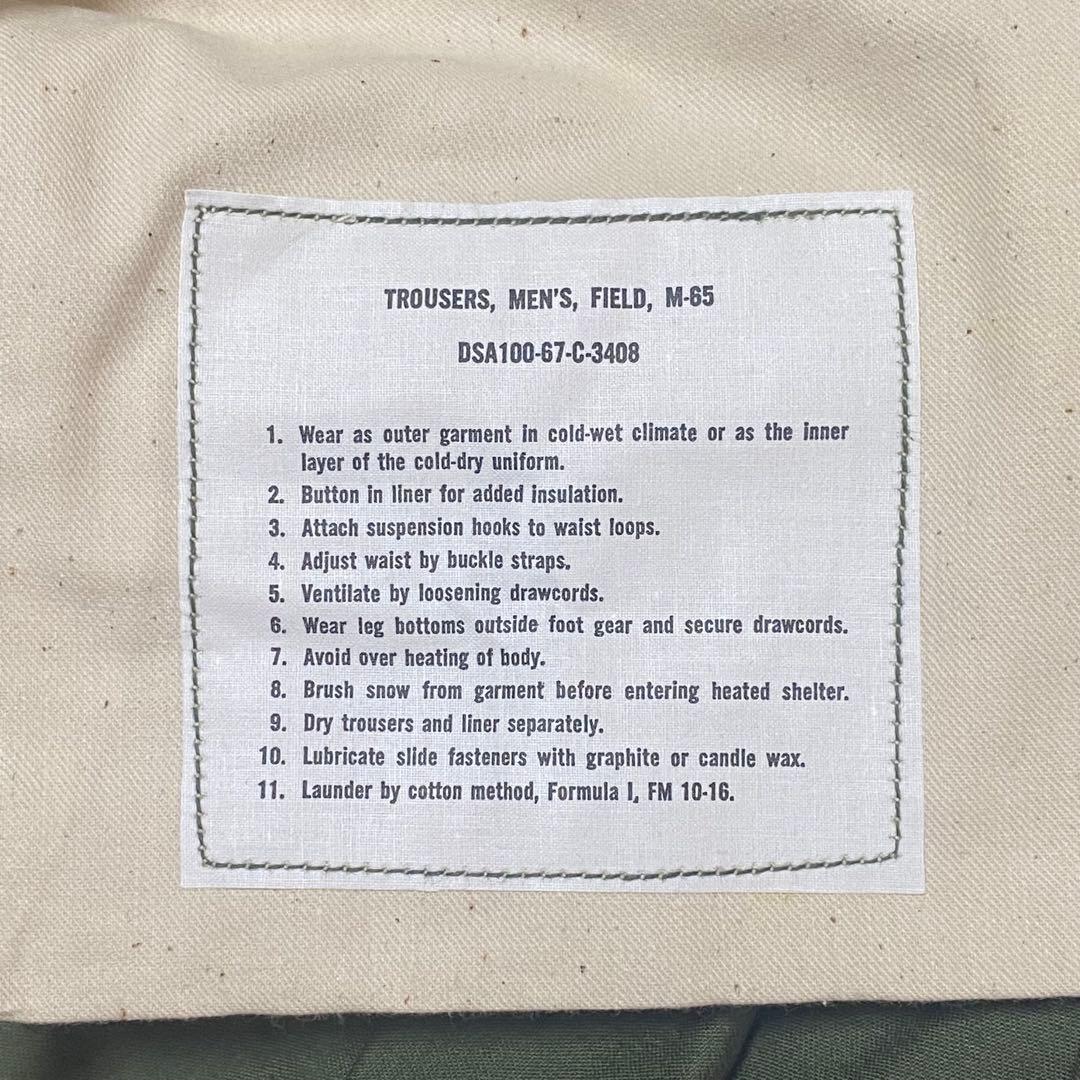 TROUSERS, MEN'S, FIELD, M-65
DSA100-67-C-3408
1. Wear as outer garment in cold-wet climate or as the inner
layer of the cold-dry uniform.
2. Button in liner for added insulation.
3. Attach suspension hooks to waist loops.
4. Adjust waist by buckle straps.
5. Ventilate by loosening drawcords.
6. Wear leg bottoms outside foot gear and secure drawcords.
7. Avoid over heating of body.
8. Brush snow from garment before entering heated shelter.
9. Dry trousers and liner separately.
10. Lubricate slide fasteners with graphite or candle wax.
11. Launder by cotton method, Formula I, FM 10-16.